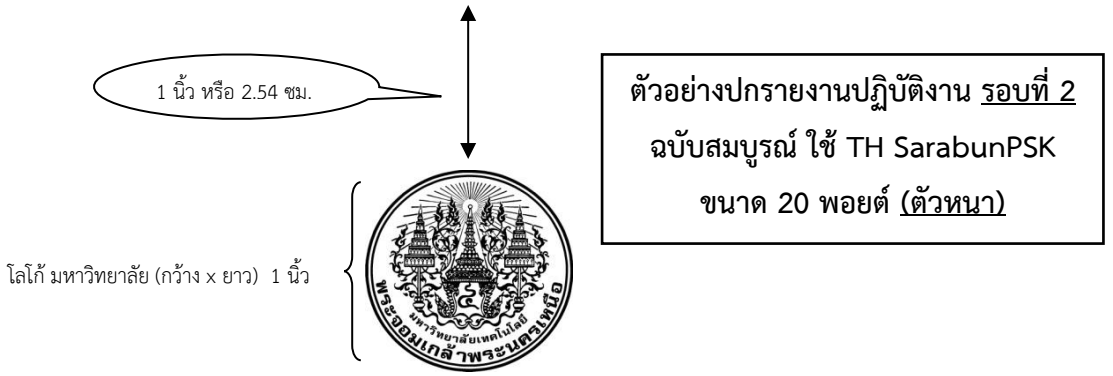 1 นิ้ว หรือ 2.54 ซม.
ตัวอย่างปกรายงานปฏิบัติงาน รอบที่ 2
ฉบับสมบูรณ์ ใช้ TH SarabunPSK
ขนาด 20 พอยต์ (ตัวหนา)
โลโก้ มหาวิทยาลัย (กว้าง x ยาว) 1 นิ้ว
มหาวิทยาลัยเทคโนโลยี
พระจอมเกล้าพระนครเหนือ